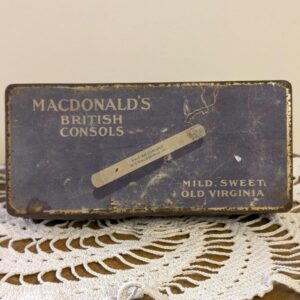 MACDONALD'S
BRITISH
CONSOLS
MILD, SWEET,
OLD VIRGINIA